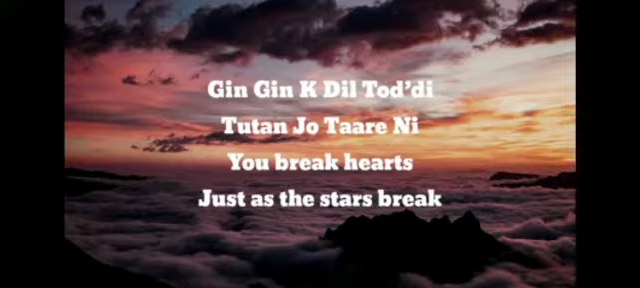 Gin Gin K Dil Tod'di
Tutan Jo Taare Ni
You break hearts
Just as the stars break